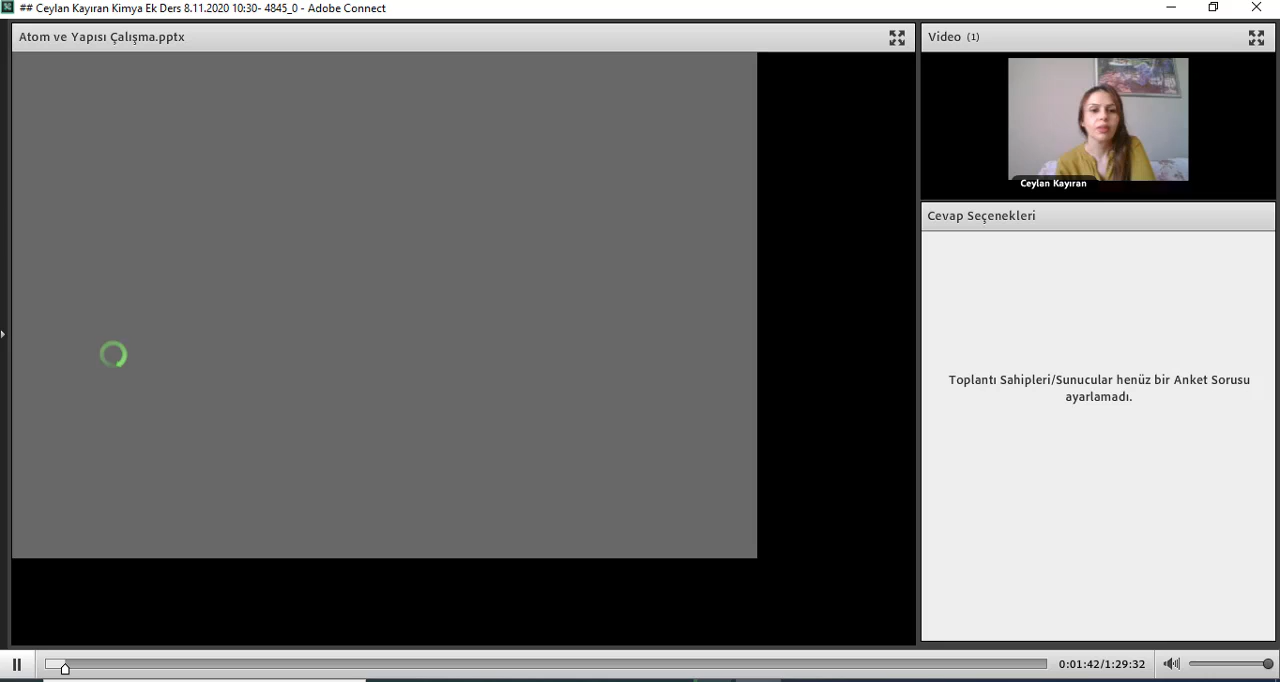 ## Ceylan Kayıran Kimya Ek Ders 8.11.2020 10:30- 4845_0 - Adobe Connect
Atom ve Yapısı Çalışma.pptx
Video (1)
Ceylan Kayıran
Cevap Seçenekleri
Toplantı Sahipleri/Sunucular henüz bir Anket Sorusu
ayarlamadı.
0:01:42/1:29:32